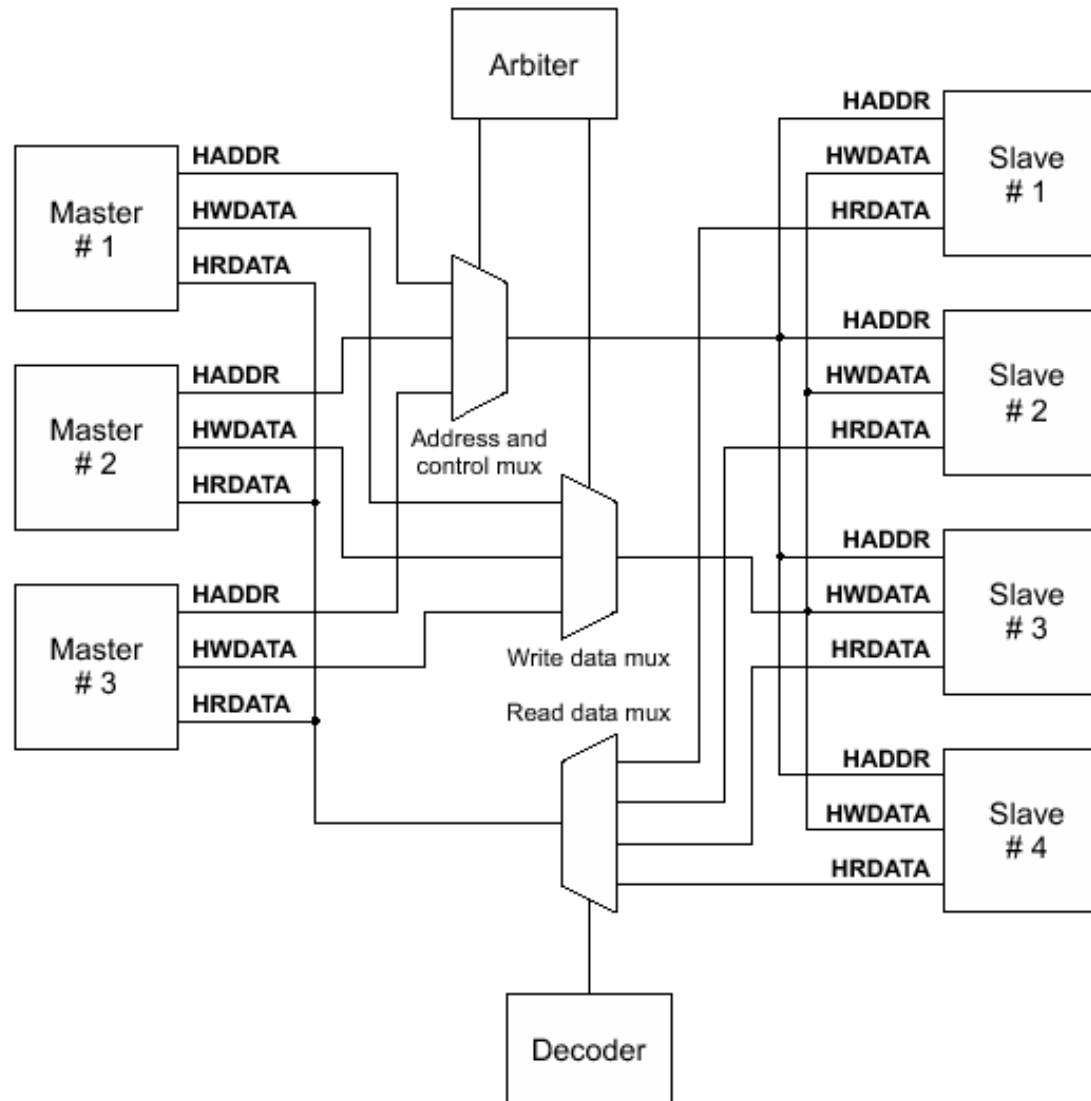 Arbiter
Master
# 1
HADDR
HWDATA
HRDATA
Master
# 2
HADDR
HWDATA
HRDATA
Master
# 3
HADDR
HWDATA
HRDATA
Address and
control mux
Write data mux
Read data mux
HADDR
HWDATA
HRDATA
Slave
# 1
HADDR
HWDATA
HRDATA
Slave
# 2
HADDR
HWDATA
HRDATA
Slave
# 3
HADDR
HWDATA
HRDATA
Slave
# 4
Decoder